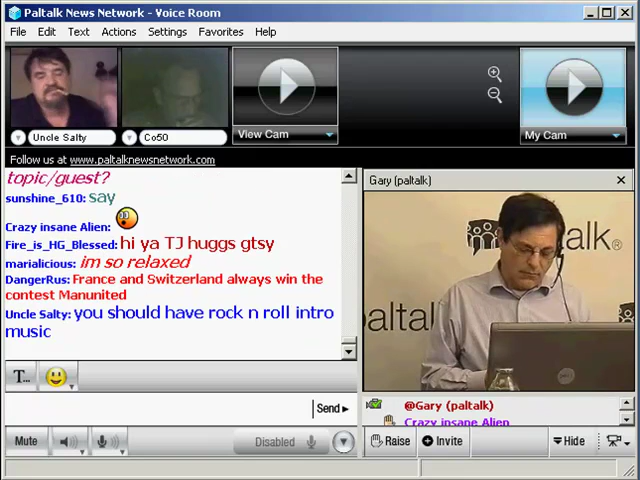 Paltalk News Network - Voice Room
File Edit Text Actions Settings Favorites Help
Uncle Salty
Co50
View Cam
My Cam
Follow us at www.paltalknewsnetwork.com
topic/guest?
sunshine_610: say
Crazy insane Alien:
Fire_is_HG_Blessed: hi ya TJ huggs gtsy
marialicious: im so relaxed
DangerRus: France and Switzerland always win the
contest Manunited
Uncle Salty: you should have rock n roll intro
music
T...
Send
Mute
Disabled
Gary (paltalk)
talk®
paltalk
@Gary (paltalk)
Crazy insane Alien
Raise
Invite
Hide